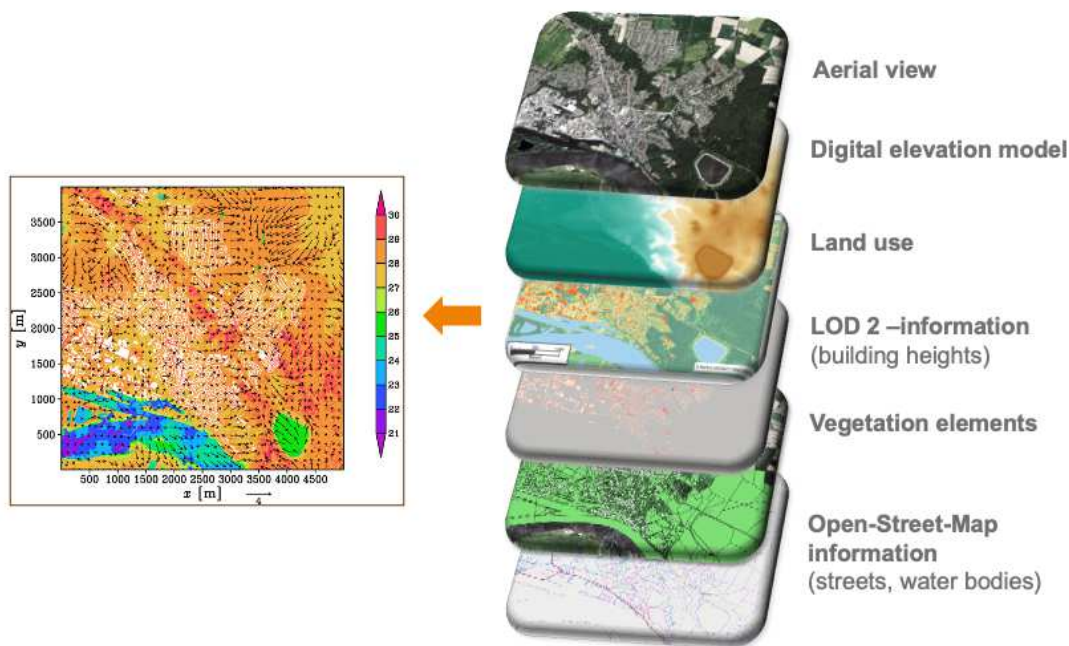 Aerial view
Digital elevation model
Land use
LOD 2 –information
(building heights)
Vegetation elements
Open-Street-Map
information
(streets, water bodies)
3500
3000
2500
2000
1500
1000
500
y [m]
500 1000 1500 2000 2500 3000 3500 4000 4500
x [m]
4
30
29
28
27
26
25
24
23
22
21